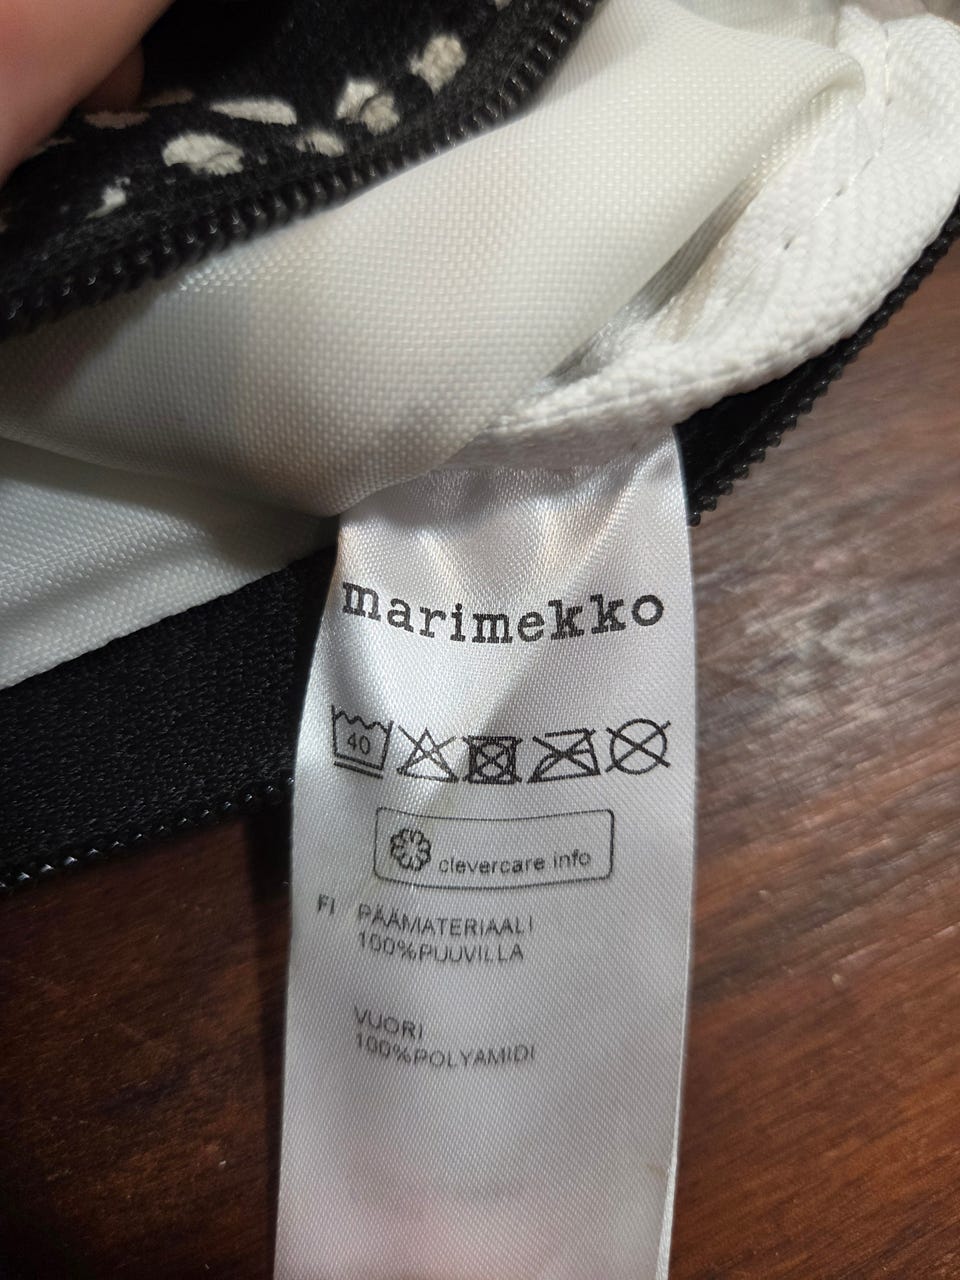 marimekko
40
clevercare info
FI PÄÄMATERIAALI
100%PUUVILLA
VUORI
100%POLYAMIDI